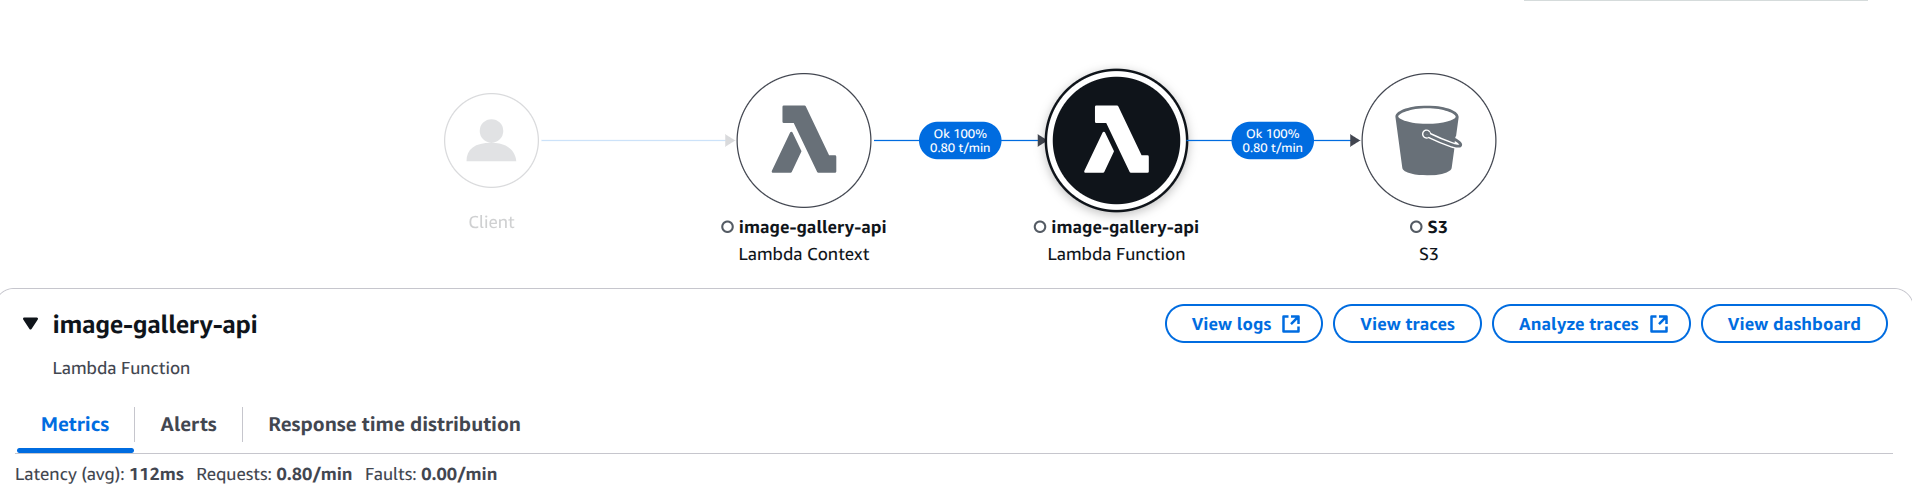 Ok 100%
0.80 t/min
Ok 100%
0.80 t/min
Client
image-gallery-api
Lambda Context
image-gallery-api
Lambda Function
S3
S3
image-gallery-api
View logs
View traces
Analyze traces
View dashboard
Lambda Function
Metrics
Alerts
Response time distribution
Latency (avg): 112ms Requests: 0.80/min Faults: 0.00/min